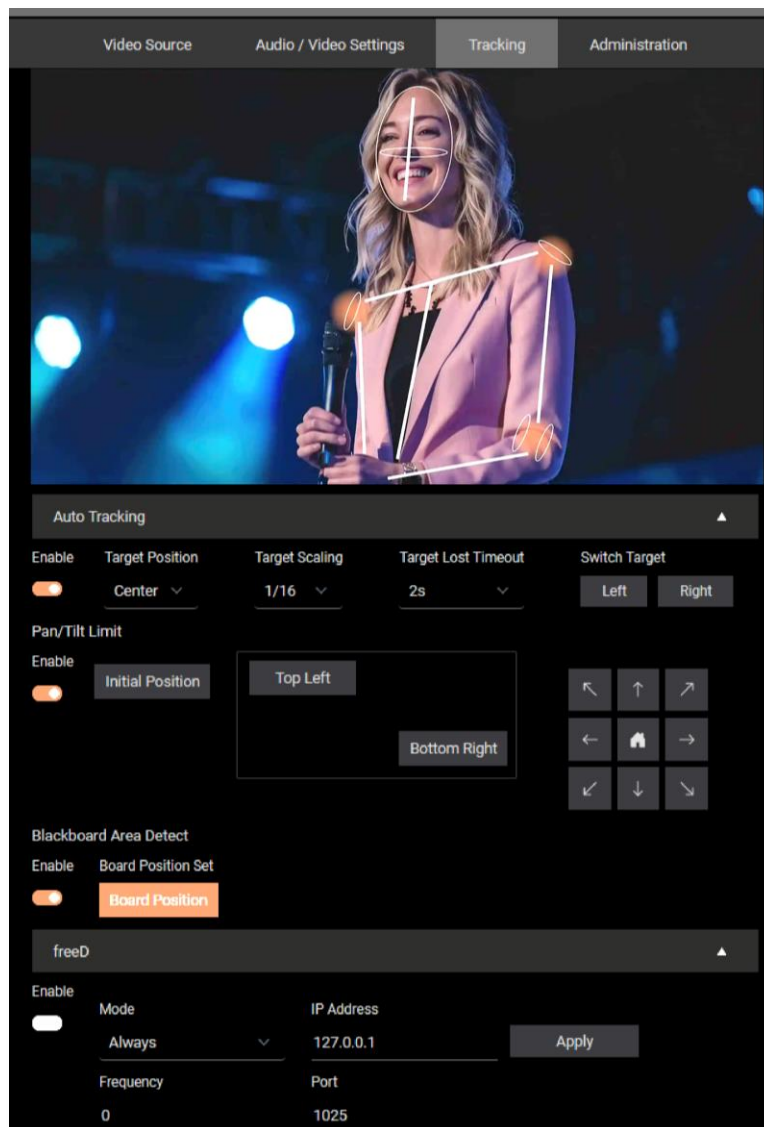 Video Source Audio / Video Settings Tracking Administration
Auto Tracking
Enable Target Position Target Scaling Target Lost Timeout Switch Target
Center 1/16 2s Left Right
Pan/Tilt Limit
Enable
Initial Position Top Left
Bottom Right
Blackboard Area Detect
Enable Board Position Set
Board Position
freeD
Enable
Mode IP Address
Always 127.0.0.1 Apply
Frequency Port
0 1025